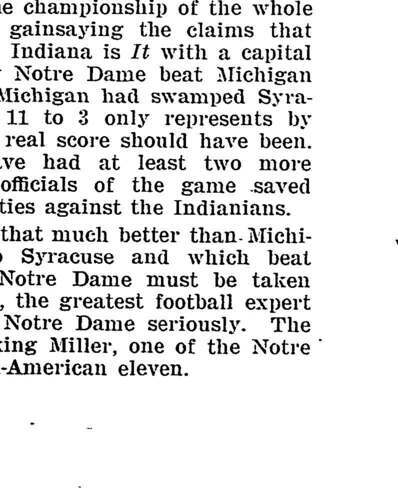 e championship of the whole
gainsaying the claims that
Indiana is It with a capital
Notre Dame beat Michigan
Michigan had swamped Syra-
11 to 3 only represents by
real score should have been.
ve had at least two more
officials of the game saved
ties against the Indianians.
that much better than Michi-
o Syracuse and which beat
Notre Dame must be taken
, the greatest football expert
Notre Dame seriously. The
king Miller, one of the Notre
-American eleven.